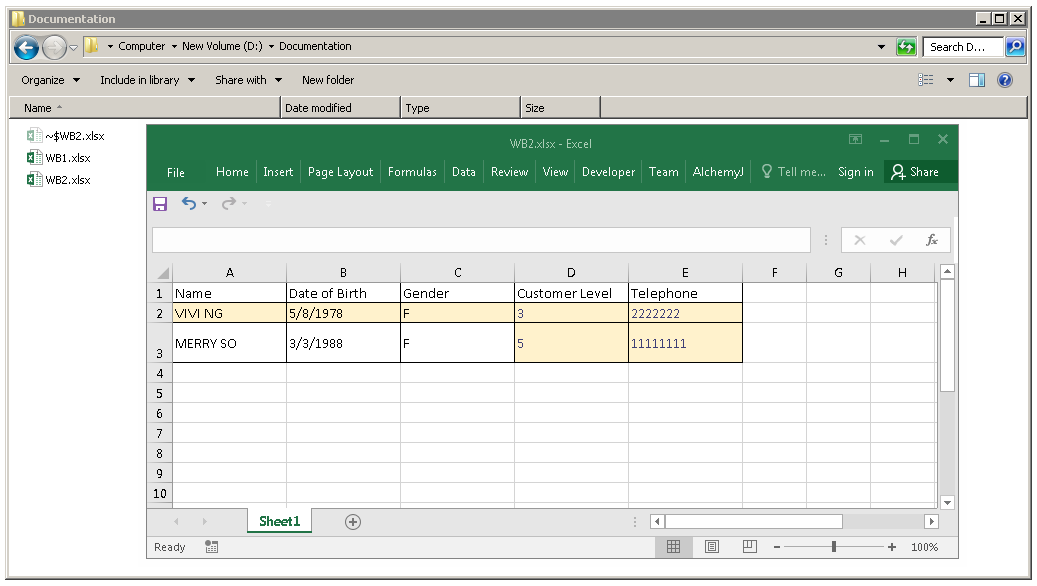 Documentation
Computer New Volume (D:) Documentation Search D...
Organize Include in library Share with New folder
Name Date modified Type Size
~$WB2.xlsx
WB1.xlsx
WB2.xlsx
WB2.xlsx - Excel
File Home Insert Page Layout Formulas Data Review View Developer Team AlchemyJ Tell me... Sign in Share
fx
A B C D E F G H
1 Name Date of Birth Gender Customer Level Telephone
2 VIVI NG 5/8/1978 F 3 2222222
3 MERRY SO 3/3/1988 F 5 11111111
4
5
6
7
8
9
10
Sheet1
Ready 100%